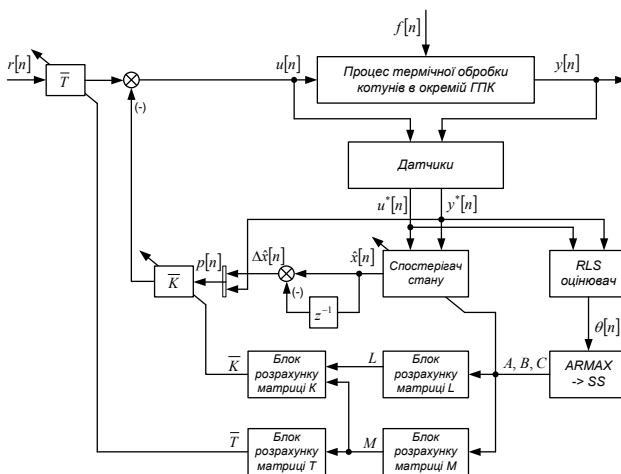 f[n]
r[n]
T̅
u[n]
Процес термічної обробки
котунів в окремій ГПК
y[n]
(-)
Датчики
u*[n]
y*[n]
Δx̂[n]
x̂[n]
p[n]
K̅
(-)
z⁻¹
Спостерігач
стану
RLS
оцінювач
θ[n]
K̅
Блок
розрахунку
матриці К
L
Блок
розрахунку
матриці L
A, B, C
ARMAX
-> SS
T̅
Блок
розрахунку
матриці Т
M
Блок
розрахунку
матриці М